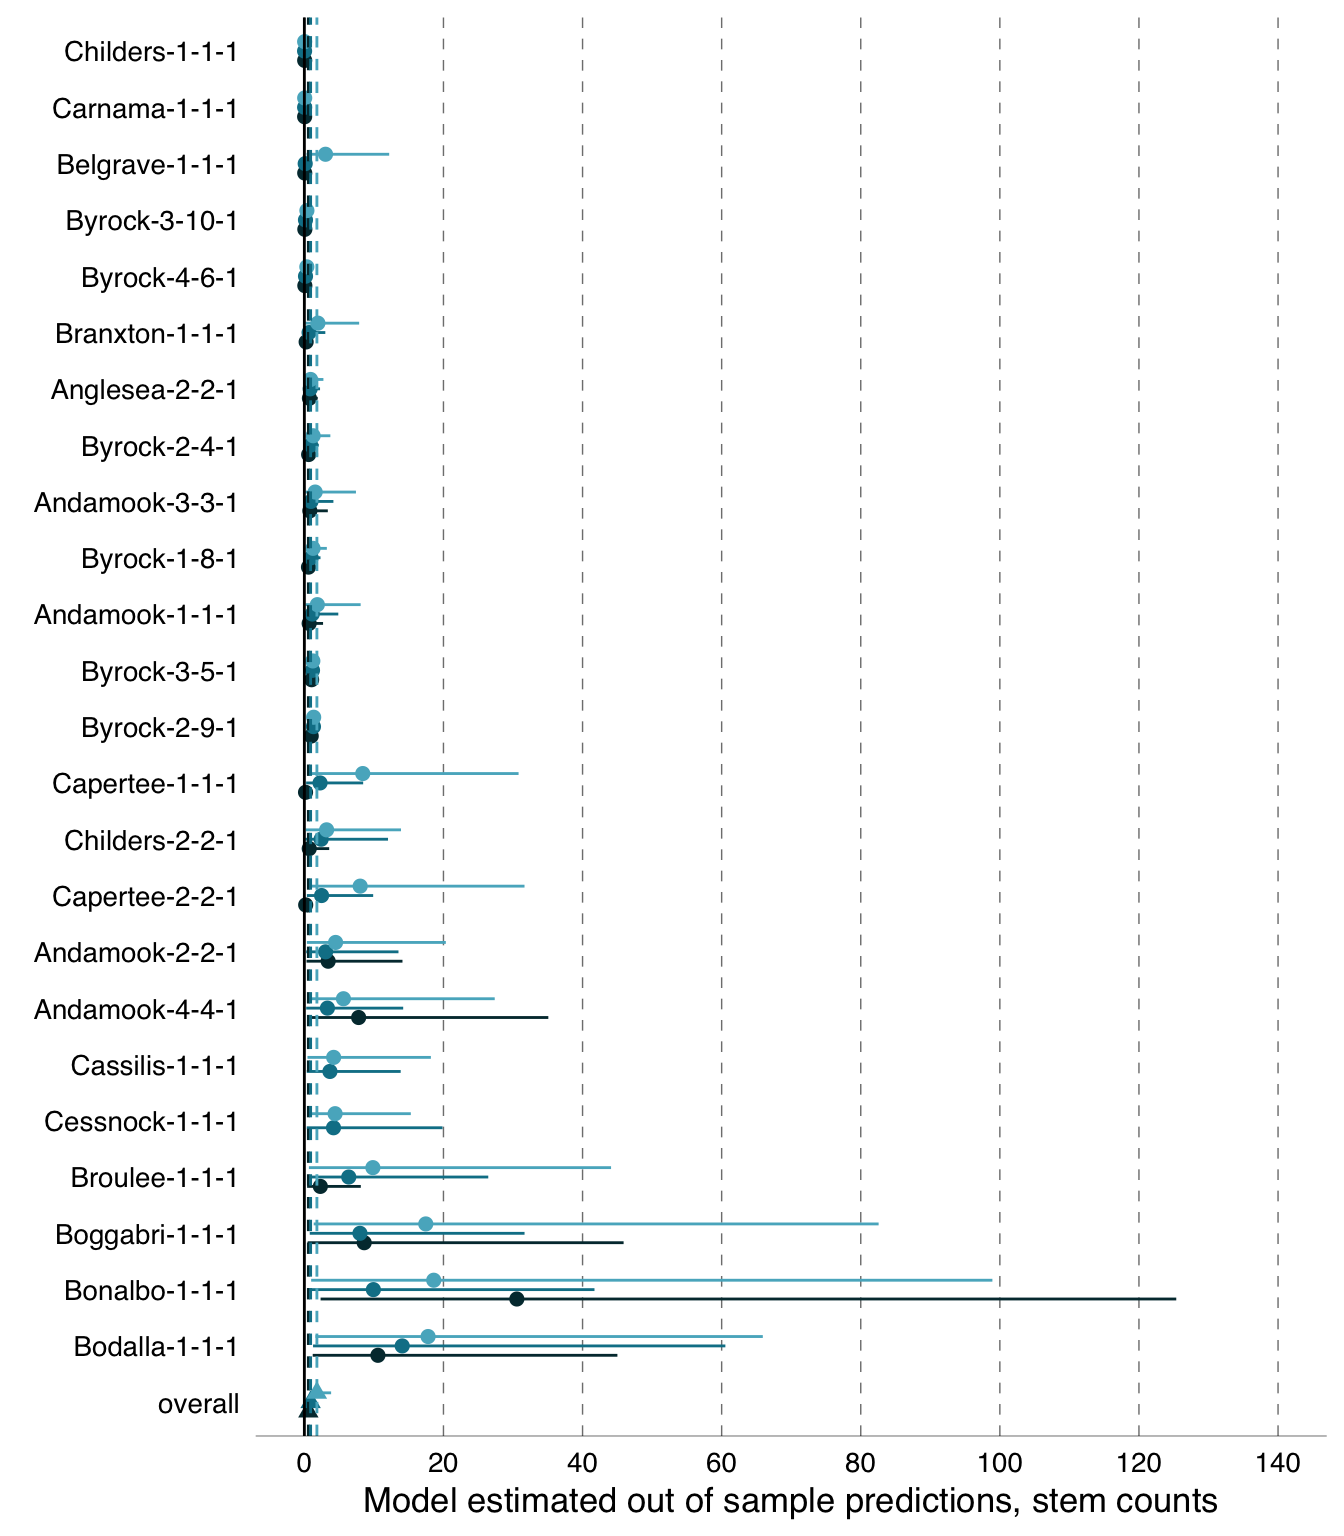 Childers-1-1-1
Carnama-1-1-1
Belgrave-1-1-1
Byrock-3-10-1
Byrock-4-6-1
Branxton-1-1-1
Anglesea-2-2-1
Byrock-2-4-1
Andamook-3-3-1
Byrock-1-8-1
Andamook-1-1-1
Byrock-3-5-1
Byrock-2-9-1
Capertee-1-1-1
Childers-2-2-1
Capertee-2-2-1
Andamook-2-2-1
Andamook-4-4-1
Cassilis-1-1-1
Cessnock-1-1-1
Broulee-1-1-1
Boggabri-1-1-1
Bonalbo-1-1-1
Bodalla-1-1-1
overall
0 20 40 60 80 100 120 140
Model estimated out of sample predictions, stem counts